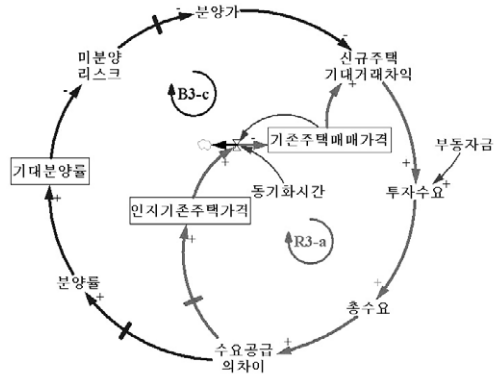 분양가
미분양
리스크
신규주택
기대거래차익
B3-c
기존주택매매가격
부동자금
기대분양률
동기화시간
투자수요
인지기존주택가격
R3-a
분양률
총수요
수요공급
의차이